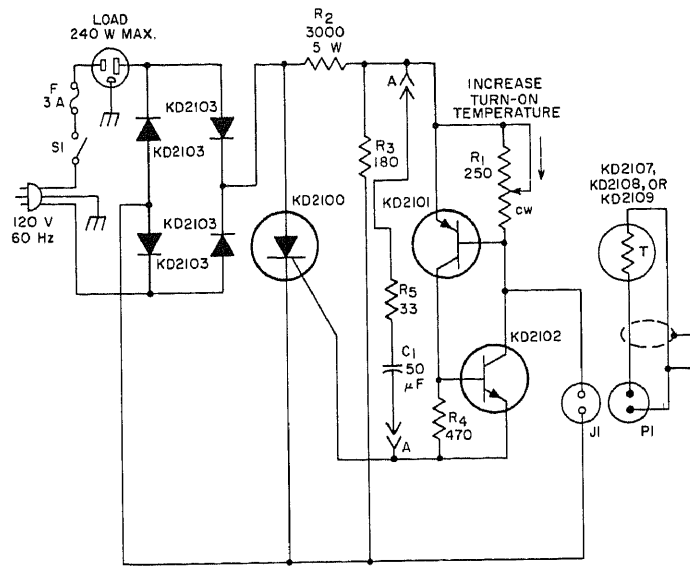 LOAD
240 W MAX.
F
3 A
S1
120 V
60 Hz
KD2103
KD2103
KD2103
KD2103
R2
3000
5 W
KD2100
R3
180
A
R5
33
C1
50
μF
A
KD2101
R4
470
INCREASE
TURN-ON
TEMPERATURE
R1
250
CW
KD2102
J1
KD2107,
KD2108, OR
KD2109
T
P1